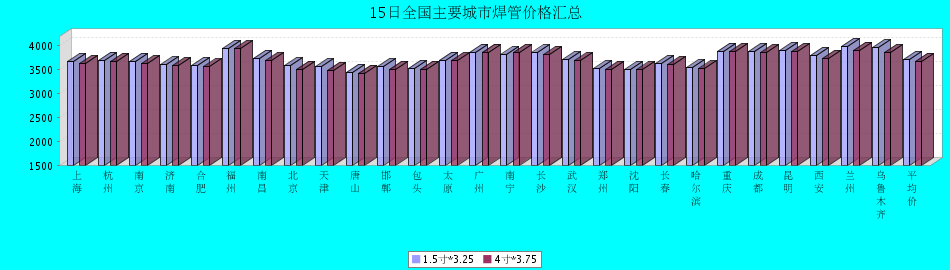 15日全国主要城市焊管价格汇总
4000
3500
3000
2500
2000
1500
上海
杭州
南京
济南
合肥
福州
南昌
北京
天津
唐山
邯郸
包头
太原
广州
南宁
长沙
武汉
郑州
沈阳
长春
哈尔滨
重庆
成都
昆明
西安
兰州
乌鲁木齐
平均价
1.5寸*3.25 4寸*3.75